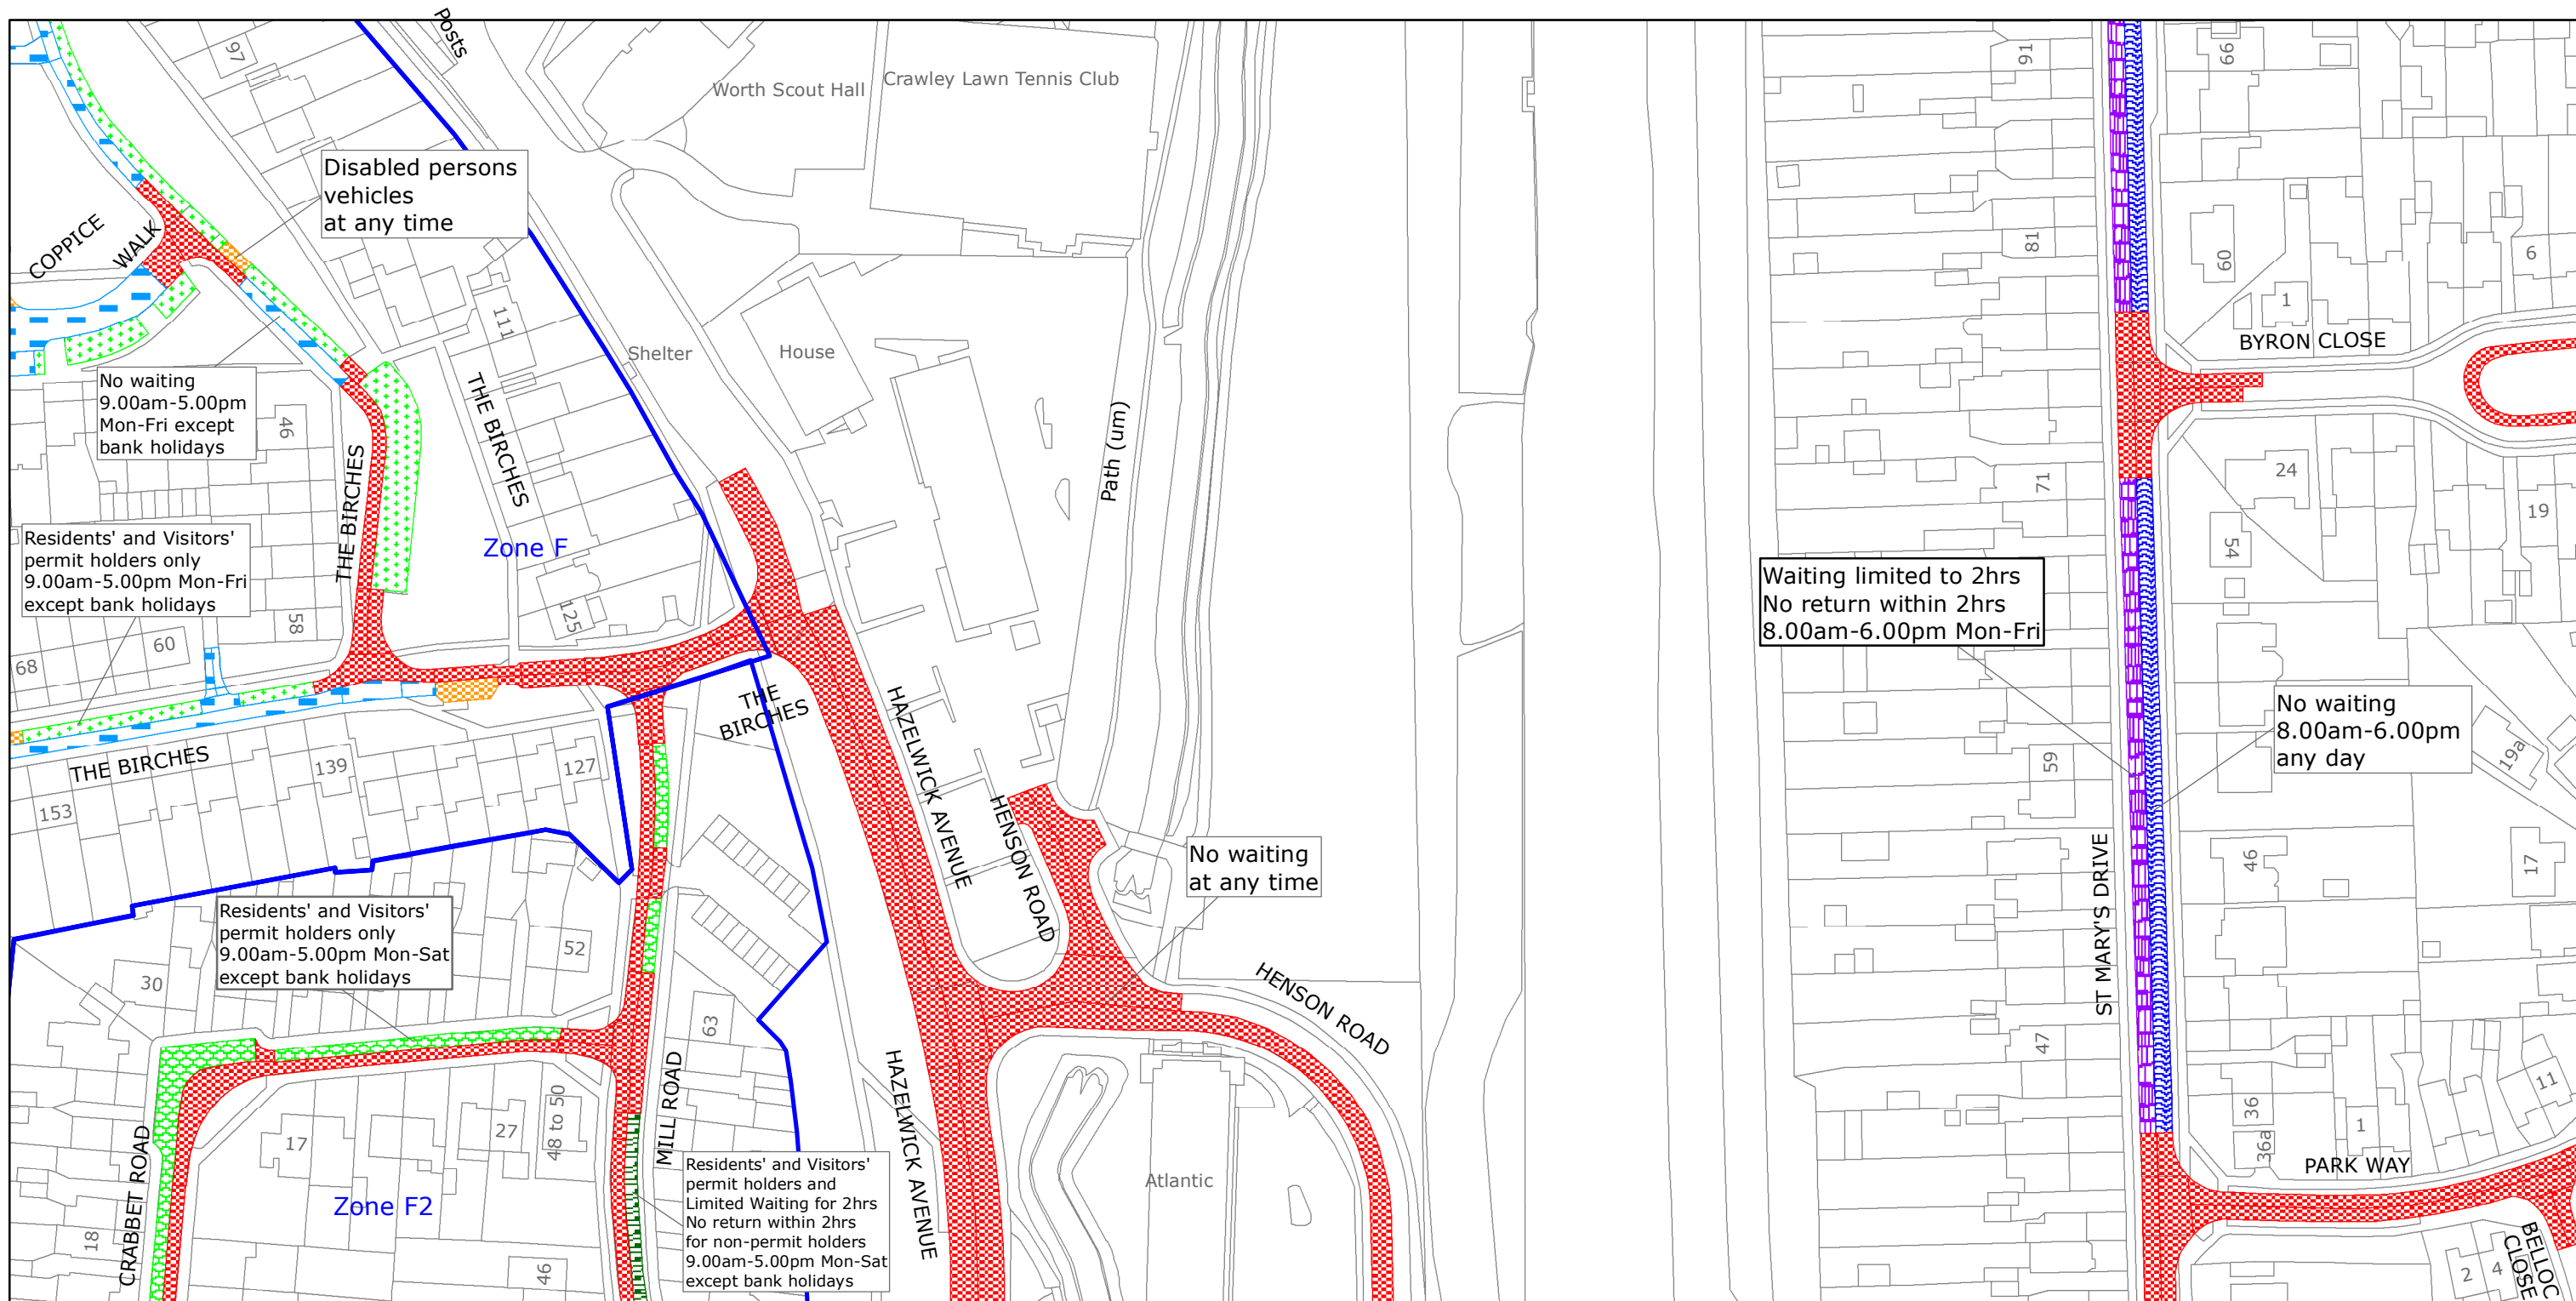 Posts
97
Worth Scout Hall
Crawley Lawn Tennis Club
91
66
Disabled persons
vehicles
at any time
COPPICE
WALK
81
60
6
1
111
Shelter
House
BYRON CLOSE
No waiting
9.00am-5.00pm
Mon-Fri except
bank holidays
46
THE BIRCHES
THE BIRCHES
Path (um)
71
24
19
54
Residents' and Visitors'
permit holders only
9.00am-5.00pm Mon-Fri
except bank holidays
Zone F
58
125
60
68
Waiting limited to 2hrs
No return within 2hrs
8.00am-6.00pm Mon-Fri
No waiting
8.00am-6.00pm
any day
19a
THE
BIRCHES
HAZELWICK AVENUE
THE BIRCHES
139
127
153
59
HENSON ROAD
No waiting
at any time
ST MARY'S DRIVE
46
17
Residents' and Visitors'
permit holders only
9.00am-5.00pm Mon-Sat
except bank holidays
52
30
63
HENSON ROAD
47
HAZELWICK AVENUE
MILL ROAD
CRABBET ROAD
17
27
48 to 50
36
36a
1
11
PARK WAY
Residents' and Visitors'
permit holders and
Limited Waiting for 2hrs
No return within 2hrs
for non-permit holders
9.00am-5.00pm Mon-Sat
except bank holidays
Atlantic
Zone F2
18
46
2
4
BELLOC
CLOSE